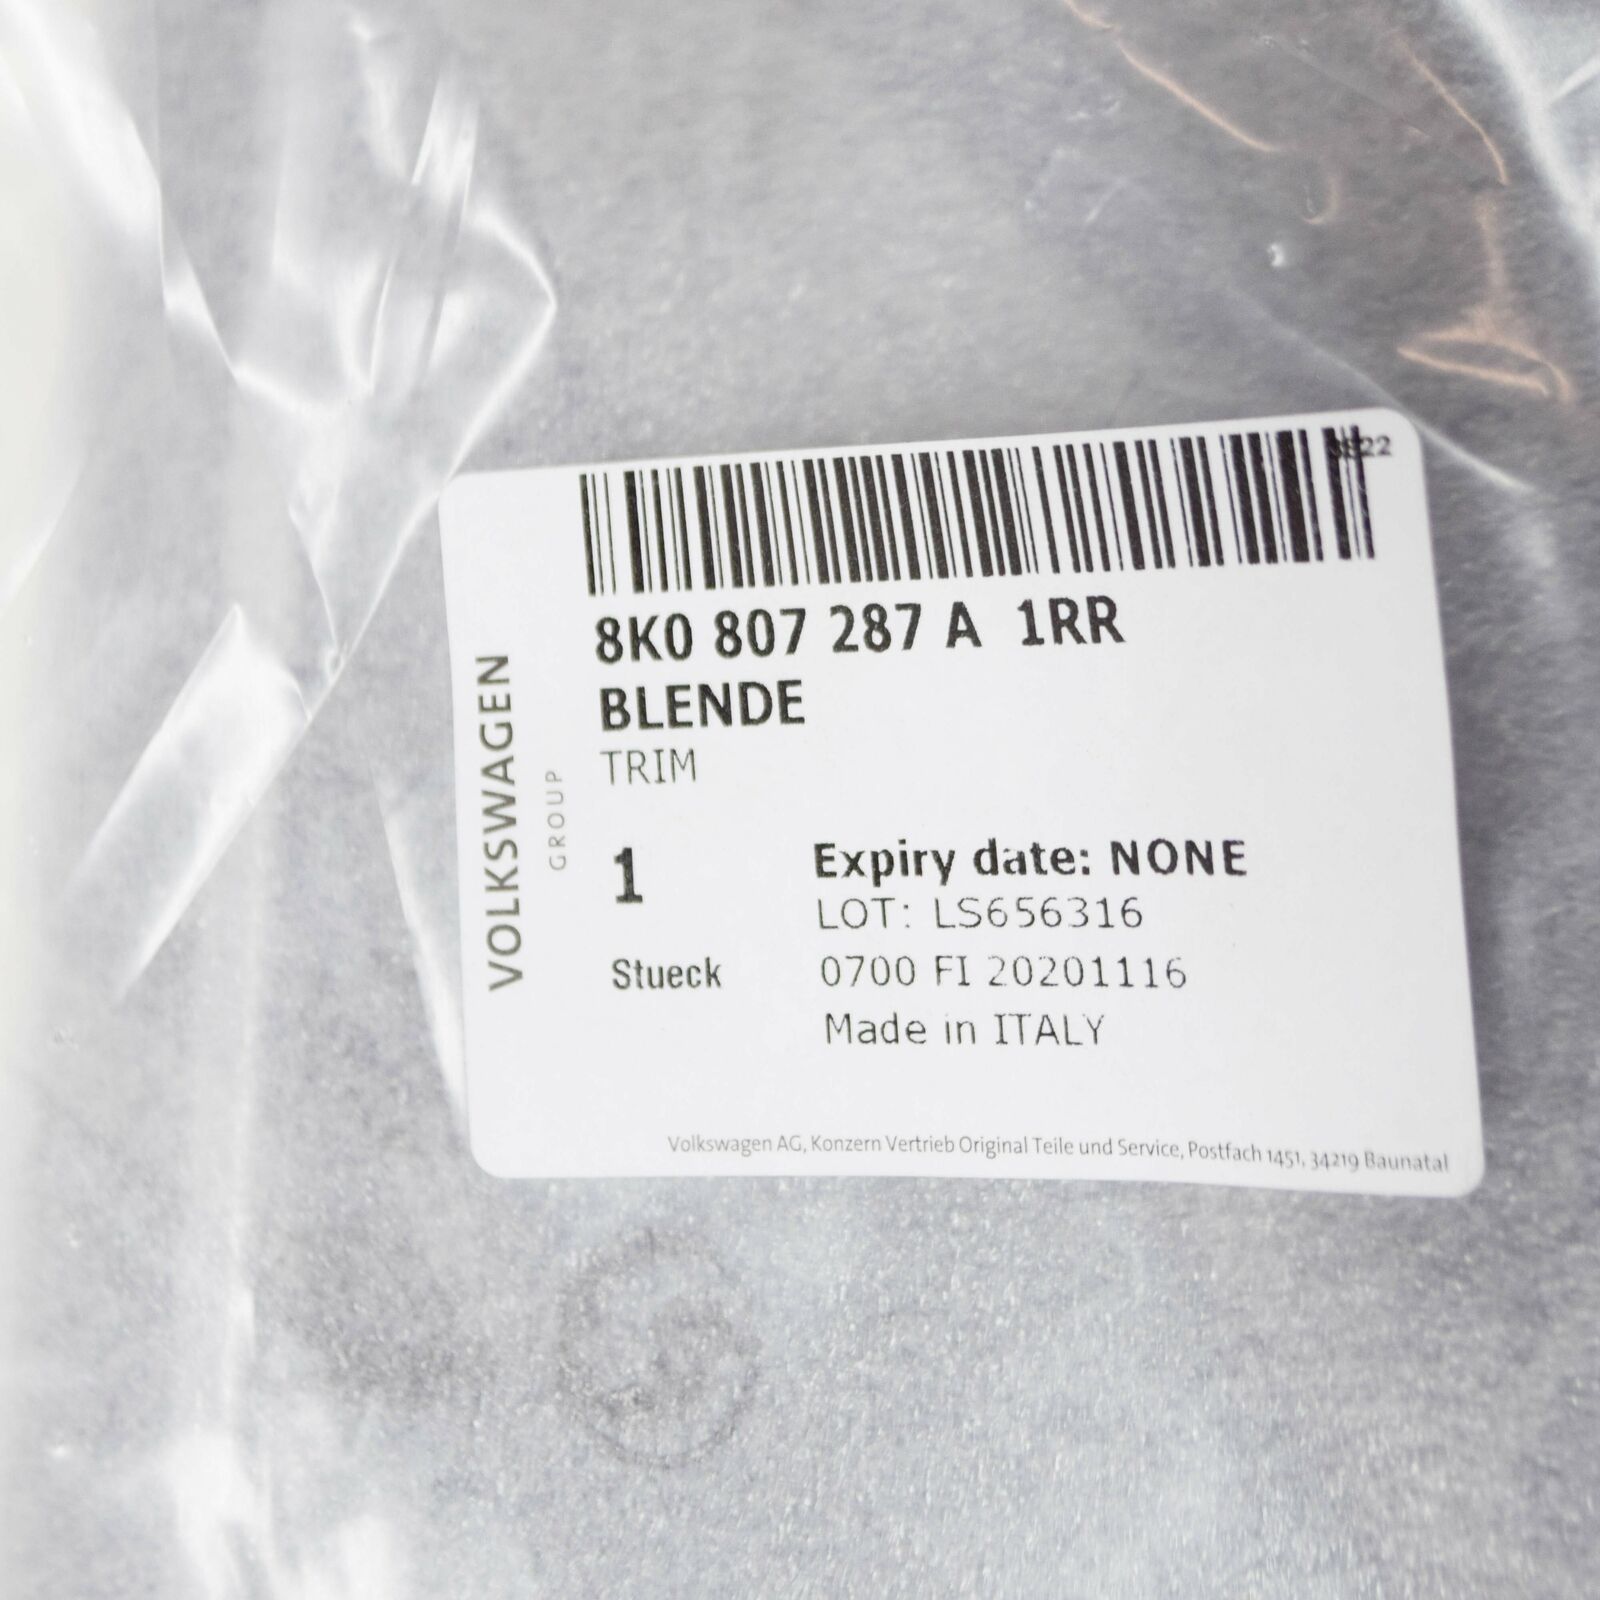 VOLKSWAGEN
GROUP
8K0 807 287 A 1RR
BLENDE
TRIM
1
Stueck
Expiry date: NONE
LOT: LS656316
0700 FI 20201116
Made in ITALY
Volkswagen AG, Konzern Vertrieb Original Teile und Service, Postfach 1451, 34219 Baunatal